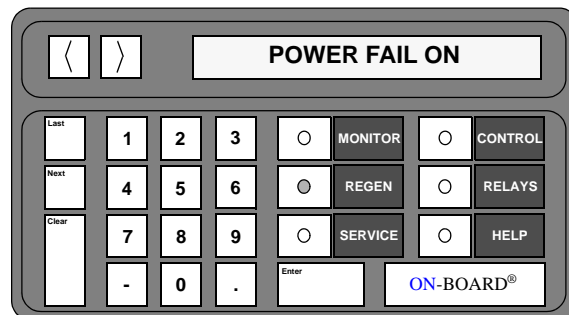 〈 〉 POWER FAIL ON
Last 1 2 3 MONITOR CONTROL
Next 4 5 6 REGEN RELAYS
Clear 7 8 9 SERVICE HELP
- 0 . Enter ON-BOARD®